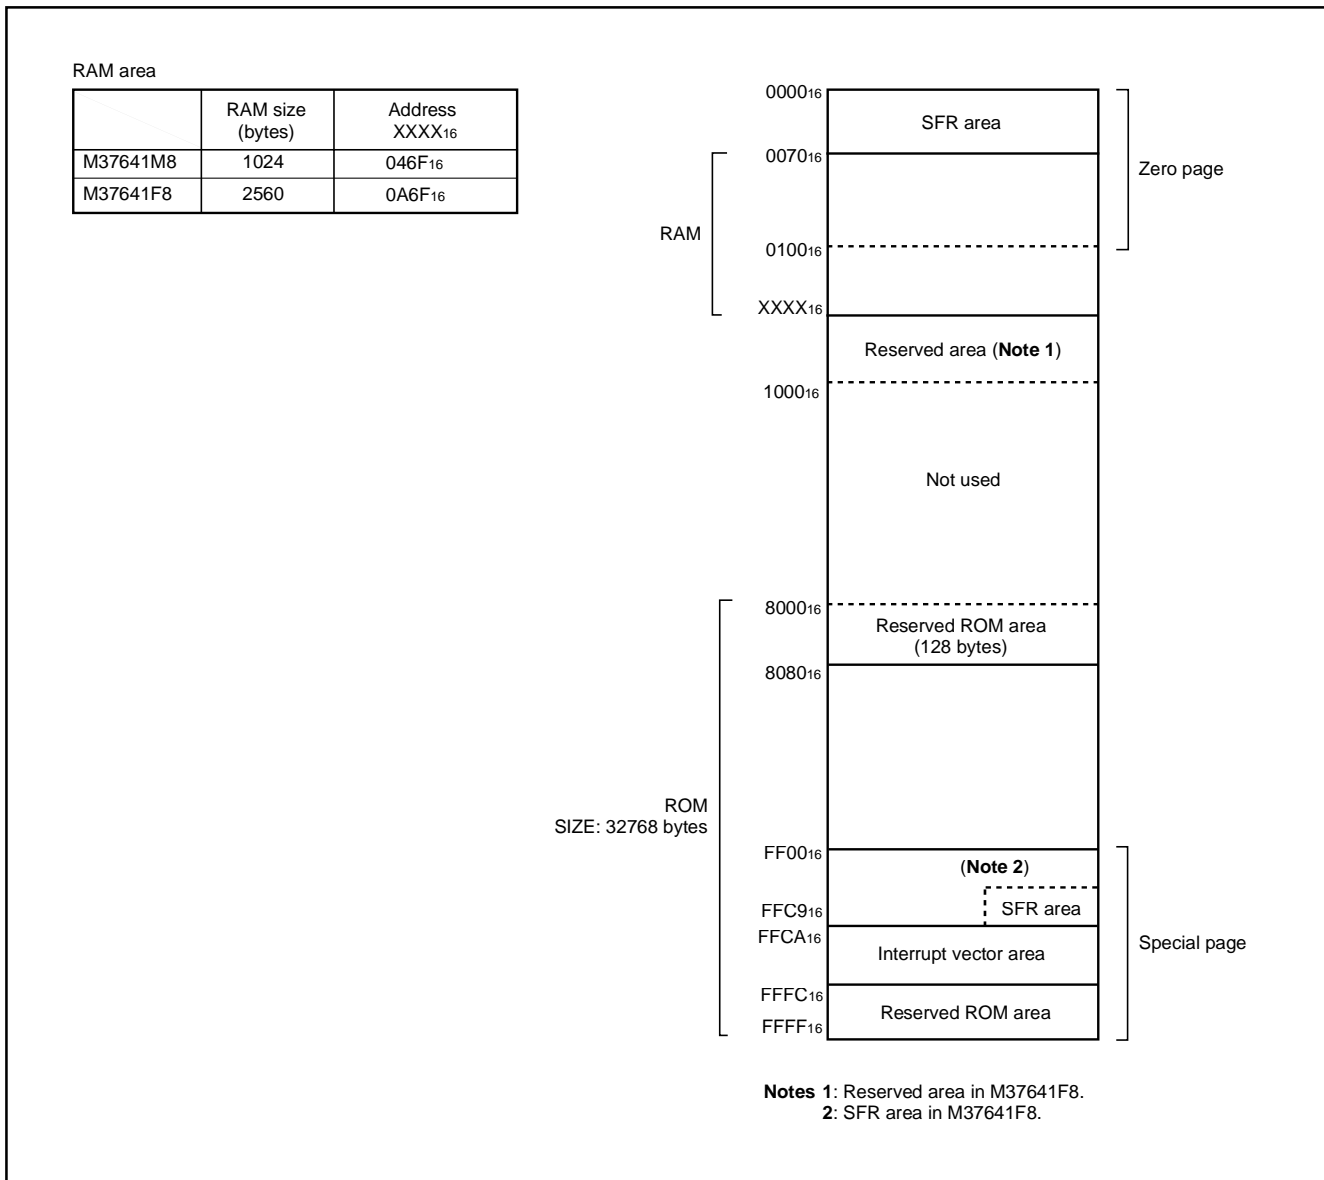 RAM area
RAM size (bytes) Address XXXX16
M37641M8 1024 046F16
M37641F8 2560 0A6F16
000016
SFR area
007016
Zero page
RAM
010016
XXXX16
Reserved area (Note 1)
100016
Not used
800016
Reserved ROM area
(128 bytes)
808016
ROM
SIZE: 32768 bytes
FF0016
(Note 2)
FFC916
SFR area
FFCA16
Special page
Interrupt vector area
FFFC16
Reserved ROM area
FFFF16
Notes 1: Reserved area in M37641F8.
2: SFR area in M37641F8.